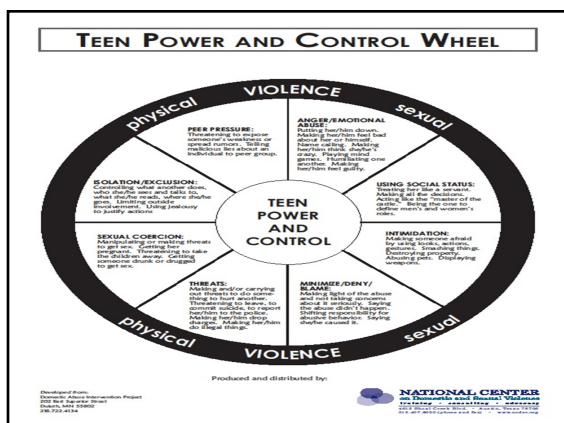 TEEN POWER AND CONTROL WHEEL
physical
VIOLENCE
sexual
PEER PRESSURE:
Threatening to expose
someone's weakness or
spread rumors. Telling
malicious lies about an
individual to peer group.
ANGER/EMOTIONAL
ABUSE:
Putting her/him down.
Making her/him feel bad
about her or himself.
Name calling. Making
her/him think she/he's
crazy. Playing mind
games. Humiliating one
another. Making
her/him feel guilty.
ISOLATION/EXCLUSION:
Controlling what another does,
who she/he sees and talks to,
what she/he reads, where she/he
goes. Limiting outside
involvement. Using jealousy
to justify actions
USING SOCIAL STATUS:
Treating her like a servant.
Making all the decisions.
Acting like the "master of the
castle." Being the one to
define men's and women's
roles.
TEEN
POWER
AND
CONTROL
SEXUAL COERCION:
Manipulating or making threats
to get sex. Getting her
pregnant. Threatening to take
the children away. Getting
someone drunk or drugged
to get sex.
INTIMIDATION:
Making someone afraid
by using looks, actions,
gestures. Smashing things.
Destroying property.
Abusing pets. Displaying
weapons.
THREATS:
Making and/or carrying
out threats to do some-
thing to hurt another.
Threatening to leave, to
commit suicide, to report
her/him to the police.
Making her/him drop
charges. Making her/him
do illegal things.
MINIMIZE/DENY/
BLAME:
Making light of the abuse
and not taking concerns
about it seriously. Saying
the abuse didn't happen.
Shifting responsibility for
abusive behavior. Saying
she/he caused it.
physical
VIOLENCE
sexual
Produced and distributed by:
Developed from:
Domestic Abuse Intervention Project
202 East Superior Street
Duluth, MN 55802
218.722.4134
NATIONAL CENTER
on Domestic and Sexual Violence
training • consulting • advocacy